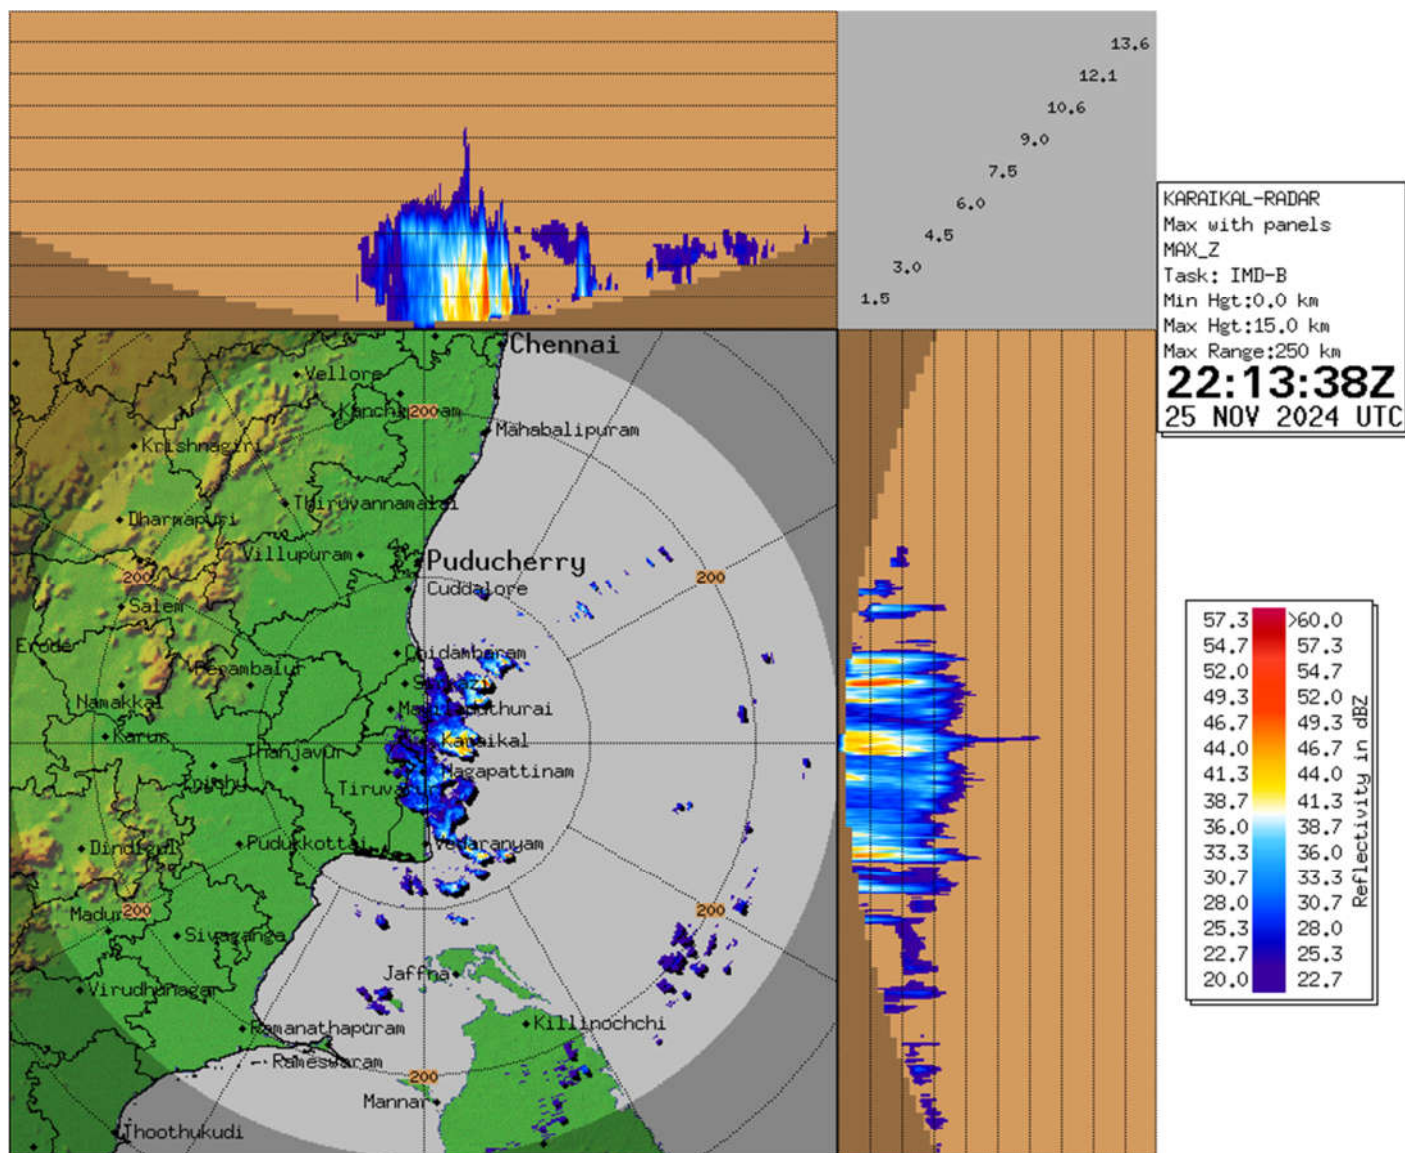 13.6
12.1
10.6
9.0
7.5
6.0
4.5
3.0
1.5
KARAIKAL-RADAR
Max with panels
MAX_Z
Task: IMD-B
Min Hgt:0.0 km
Max Hgt:15.0 km
Max Range:250 km
22:13:38Z
25 NOV 2024 UTC
Chennai
Vellore
200
Mahabalipuram
Krishnagiri
Thiruvannamalai
Dharmapuri
Villupuram
Puducherry
200
200
Cuddalore
Salem
Erode
Chidambaram
Perambalur
Namakkal
Karur
Karaikal
Thanjavur
Nagapattinam
Pudukkottai
Vedaranyam
Dindigul
200
200
Sivaganga
Jaffna
Virudhunagar
Ramanathapuram
Killinochchi
Rameswaram
200
Mannar
Thoothukudi
57.3 >60.0
54.7 57.3
52.0 54.7
49.3 52.0
46.7 49.3
44.0 46.7
41.3 44.0
38.7 41.3
36.0 38.7
33.3 36.0
30.7 33.3
28.0 30.7
25.3 28.0
22.7 25.3
20.0 22.7
Reflectivity in dBZ